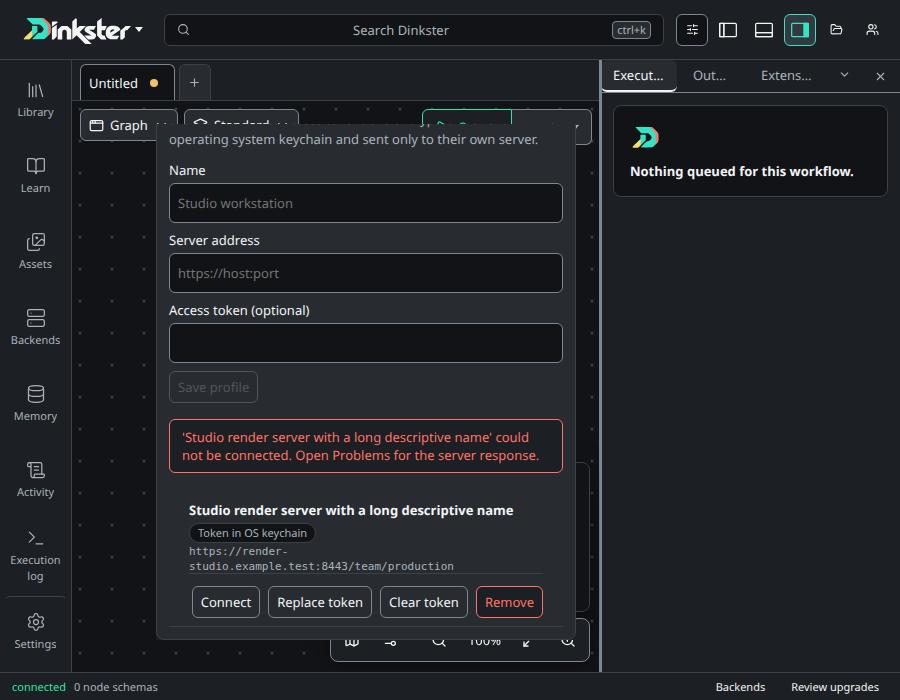 Dinkster
Search Dinkster
ctrl+k
Library
Learn
Assets
Backends
Memory
Activity
Execution
log
Settings
Untitled
+
Graph
Standard
operating system keychain and sent only to their own server.
Name
Studio workstation
Server address
https://host:port
Access token (optional)
Save profile
'Studio render server with a long descriptive name' could
not be connected. Open Problems for the server response.
Studio render server with a long descriptive name
Token in OS keychain
https://render-
studio.example.test:8443/team/production
Connect
Replace token
Clear token
Remove
100%
Execut...
Out...
Extens...
Nothing queued for this workflow.
connected
0 node schemas
Backends
Review upgrades